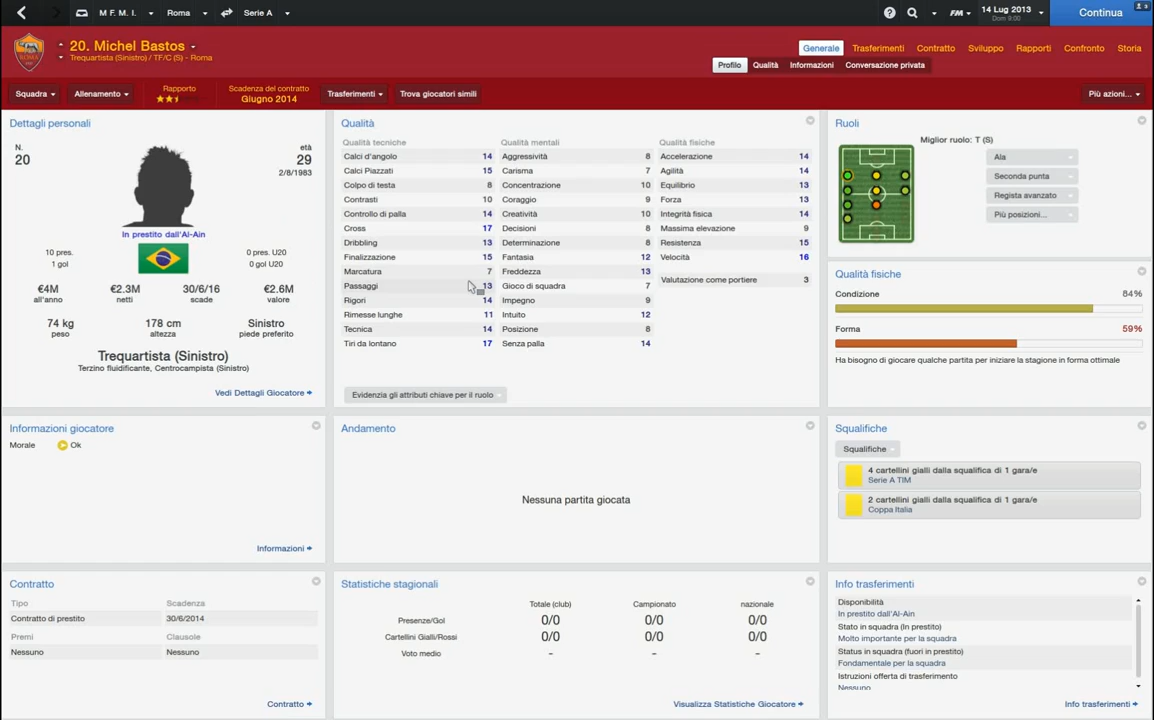 M F. M. I.
Roma
Serie A
?
FM
14 Lug 2013
Dom 9:00
Continua
3
20. Michel Bastos
Trequartista (Sinistro) / TF/C (S) - Roma
Generale
Trasferimenti
Contratto
Sviluppo
Rapporti
Confronto
Storia
Profilo
Qualità
Informazioni
Conversazione privata
Squadra
Allenamento
Rapporto
Scadenza del contratto
Giugno 2014
Trasferimenti
Trova giocatori simili
Più azioni...
Dettagli personali
N.
20
età
29
2/8/1983
In prestito dall'Al-Ain
10 pres.
1 gol
0 pres. U20
0 gol U20
€4M
all'anno
€2.3M
netti
30/6/16
scade
€2.6M
valore
74 kg
peso
178 cm
altezza
Sinistro
piede preferito
Trequartista (Sinistro)
Terzino fluidificante, Centrocampista (Sinistro)
Vedi Dettagli Giocatore
Qualità
Qualità tecniche
Calci d'angolo 14
Calci Piazzati 15
Colpo di testa 8
Contrasti 10
Controllo di palla 14
Cross 17
Dribbling 13
Finalizzazione 15
Marcatura 7
Passaggi 13
Rigori 14
Rimesse lunghe 11
Tecnica 14
Tiri da lontano 17
Qualità mentali
Aggressività 8
Carisma 7
Concentrazione 10
Coraggio 9
Creatività 10
Decisioni 8
Determinazione 8
Fantasia 12
Freddezza 13
Gioco di squadra 7
Impegno 9
Intuito 12
Posizione 8
Senza palla 14
Qualità fisiche
Accelerazione 14
Agilità 14
Equilibrio 13
Forza 13
Integrità fisica 14
Massima elevazione 9
Resistenza 15
Velocità 16
Valutazione come portiere 3
Evidenzia gli attributi chiave per il ruolo
Ruoli
Miglior ruolo: T (S)
Ala
Seconda punta
Regista avanzato
Più posizioni...
Qualità fisiche
Condizione 84%
Forma 59%
Ha bisogno di giocare qualche partita per iniziare la stagione in forma ottimale
Informazioni giocatore
Morale Ok
Informazioni
Andamento
Nessuna partita giocata
Squalifiche
Squalifiche
4 cartellini gialli dalla squalifica di 1 gara/e
Serie A TIM
2 cartellini gialli dalla squalifica di 1 gara/e
Coppa Italia
Contratto
Tipo Scadenza
Contratto di prestito 30/6/2014
Premi Clausole
Nessuno Nessuno
Contratto
Statistiche stagionali
Totale (club) Campionato nazionale
Presenze/Gol 0/0 0/0 0/0
Cartellini Gialli/Rossi 0/0 0/0 0/0
Voto medio - - -
Visualizza Statistiche Giocatore
Info trasferimenti
Disponibilità
In prestito dall'Al-Ain
Stato in squadra (In prestito)
Molto importante per la squadra
Status in squadra (fuori in prestito)
Fondamentale per la squadra
Istruzioni offerta di trasferimento
Nessuno
Info trasferimenti